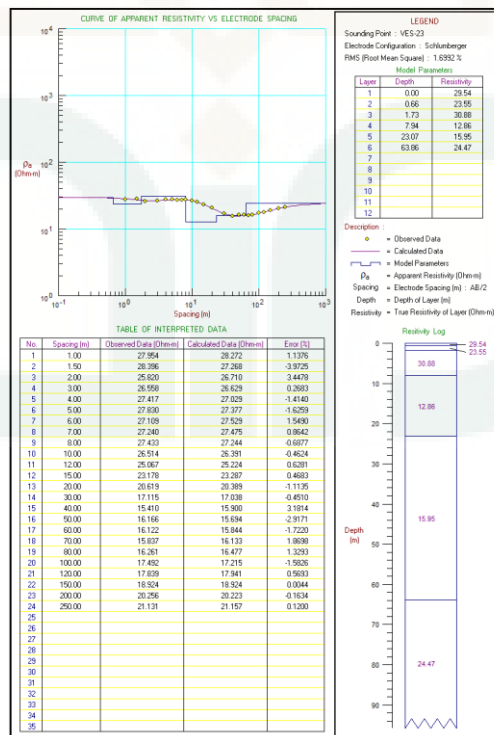 CURVE OF APPARENT RESISTIVITY VS ELECTRODE SPACING
10^4
10^3
10^2
10^1
10^0
ρa
(Ohm-m)
10^-1 10^0 10^1 10^2 10^3
Spacing (m)
TABLE OF INTERPRETED DATA
No. Spacing (m) Observed Data (Ohm-m) Calculated Data (Ohm-m) Error (%)
1 1.00 27.954 28.272 1.1376
2 1.50 28.396 27.268 -3.9725
3 2.00 25.820 26.710 3.4478
4 3.00 26.558 26.629 0.2683
5 4.00 27.417 27.029 -1.4140
6 5.00 27.830 27.377 -1.6259
7 6.00 27.109 27.529 1.5490
8 7.00 27.240 27.475 0.8642
9 8.00 27.433 27.244 -0.6877
10 10.00 26.514 26.391 -0.4624
11 12.00 25.067 25.224 0.6281
12 15.00 23.178 23.287 0.4683
13 20.00 20.619 20.389 -1.1135
14 30.00 17.115 17.038 -0.4510
15 40.00 15.410 15.900 3.1814
16 50.00 16.166 15.694 -2.9171
17 60.00 16.122 15.844 -1.7220
18 70.00 15.837 16.133 1.8698
19 80.00 16.261 16.477 1.3293
20 100.00 17.492 17.215 -1.5826
21 120.00 17.839 17.941 0.5693
22 150.00 18.924 18.924 0.0044
23 200.00 20.256 20.223 -0.1634
24 250.00 21.131 21.157 0.1200
25
26
27
28
29
30
31
32
33
34
35
LEGEND
Sounding Point : VES-23
Electrode Configuration : Schlumberger
RMS (Root Mean Square) : 1.6992 %
Model Parameters
Layer Depth Resistivity
1 0.00 29.54
2 0.66 23.55
3 1.73 30.88
4 7.94 12.86
5 23.07 15.95
6 63.86 24.47
7
8
9
10
11
12
Description :
= Observed Data
= Calculated Data
= Model Parameters
ρa = Apparent Resistivity (Ohm-m)
Spacing = Electrode Spacing (m) : AB/2
Depth = Depth of Layer (m)
Resistivity = True Resistivity of Layer (Ohm-m)
Resitivity Log
0
10
20
30
40
50
60
70
80
90
Depth
(m)
29.54
23.55
30.88
12.86
15.95
24.47